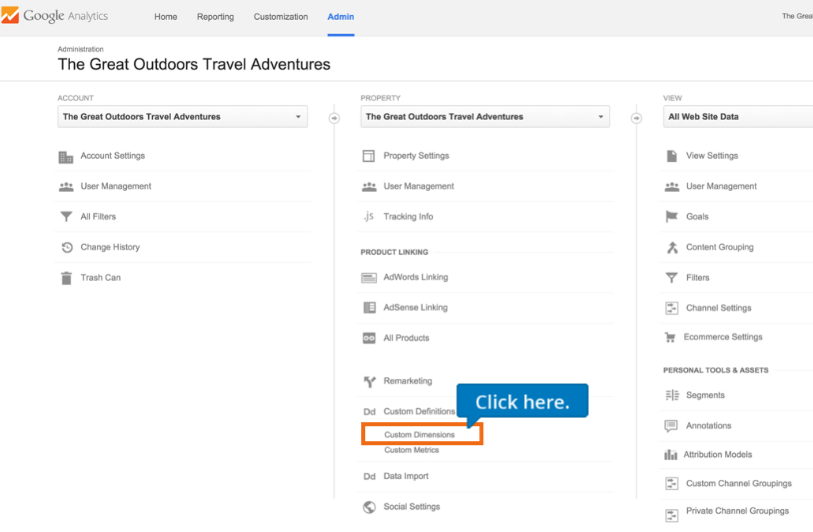 Google Analytics
Home Reporting Customization Admin
The Grea
Administration
The Great Outdoors Travel Adventures
ACCOUNT
The Great Outdoors Travel Adventures
Account Settings
User Management
All Filters
Change History
Trash Can
PROPERTY
The Great Outdoors Travel Adventures
Property Settings
User Management
.js Tracking Info
PRODUCT LINKING
AdWords Linking
AdSense Linking
All Products
Remarketing
Click here.
Dd Custom Definitions
Custom Dimensions
Custom Metrics
Dd Data Import
Social Settings
VIEW
All Web Site Data
View Settings
User Management
Goals
Content Grouping
Filters
Channel Settings
Ecommerce Settings
PERSONAL TOOLS & ASSETS
Segments
Annotations
Attribution Models
Custom Channel Groupings
Private Channel Groupings